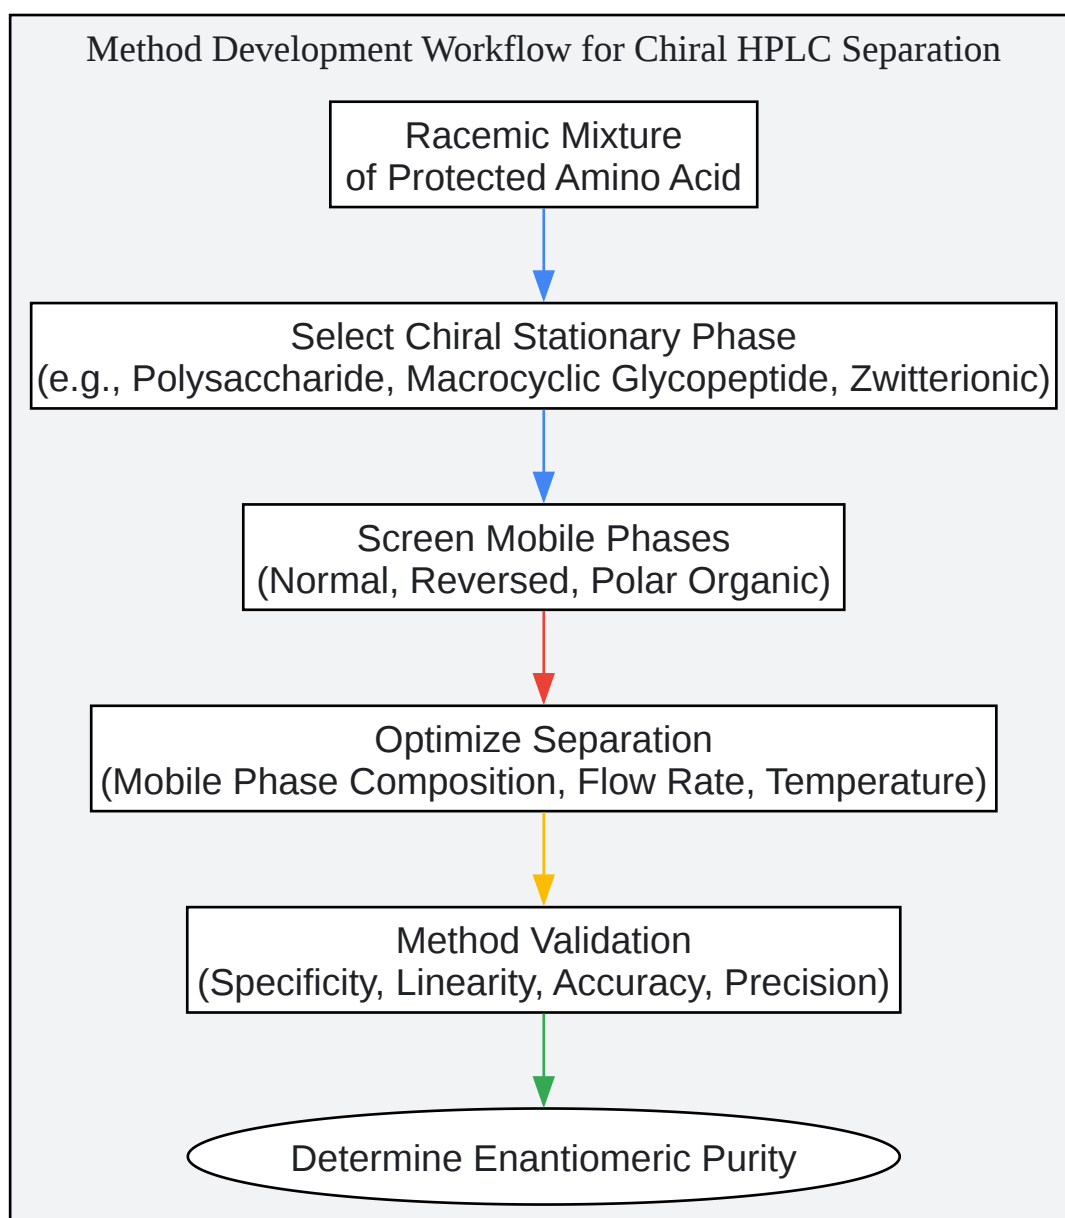 Method Development Workflow for Chiral HPLC Separation
Racemic Mixture
of Protected Amino Acid
Select Chiral Stationary Phase
(e.g., Polysaccharide, Macrocyclic Glycopeptide, Zwitterionic)
Screen Mobile Phases
(Normal, Reversed, Polar Organic)
Optimize Separation
(Mobile Phase Composition, Flow Rate, Temperature)
Method Validation
(Specificity, Linearity, Accuracy, Precision)
Determine Enantiomeric Purity